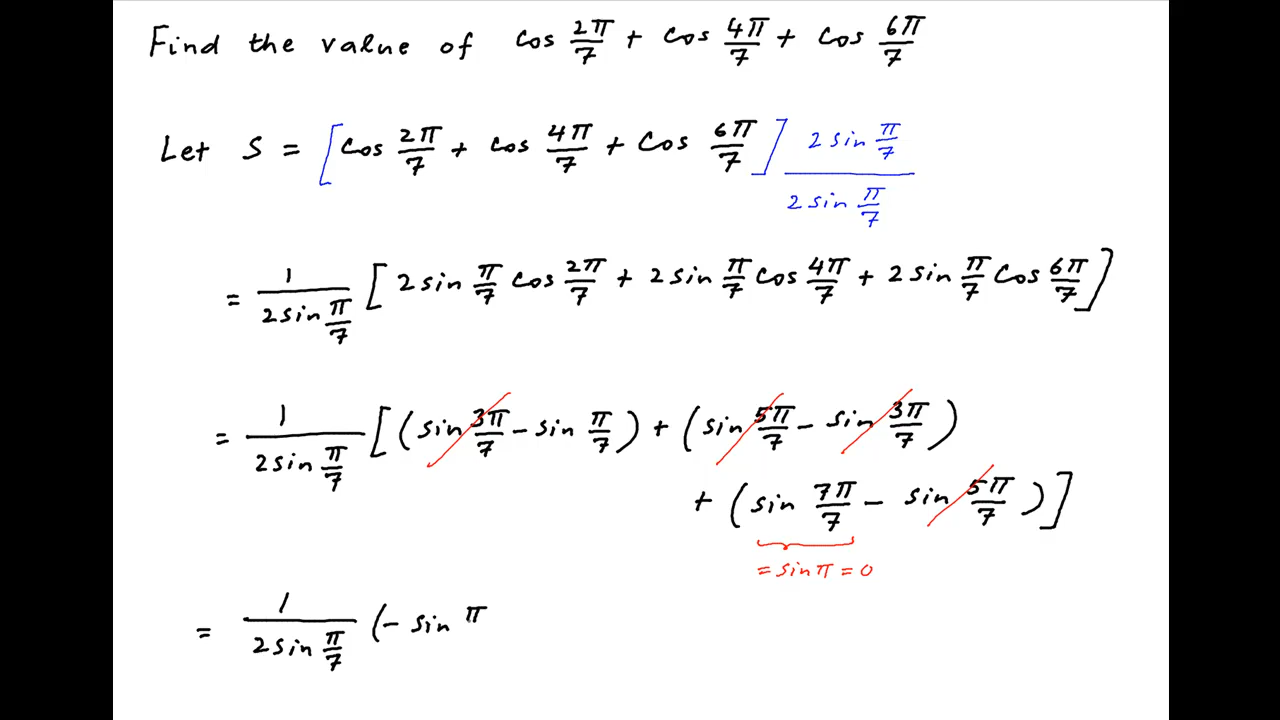 Find the value of cos 2π/7 + cos 4π/7 + cos 6π/7
Let S = [cos 2π/7 + cos 4π/7 + cos 6π/7] 2 sin π/7 / 2 sin π/7
= 1/(2 sin π/7) [2 sin π/7 cos 2π/7 + 2 sin π/7 cos 4π/7 + 2 sin π/7 cos 6π/7]
= 1/(2 sin π/7) [(sin 3π/7 - sin π/7) + (sin 5π/7 - sin 3π/7)
+ (sin 7π/7 - sin 5π/7)]
= sin π = 0
= 1/(2 sin π/7) (- sin π